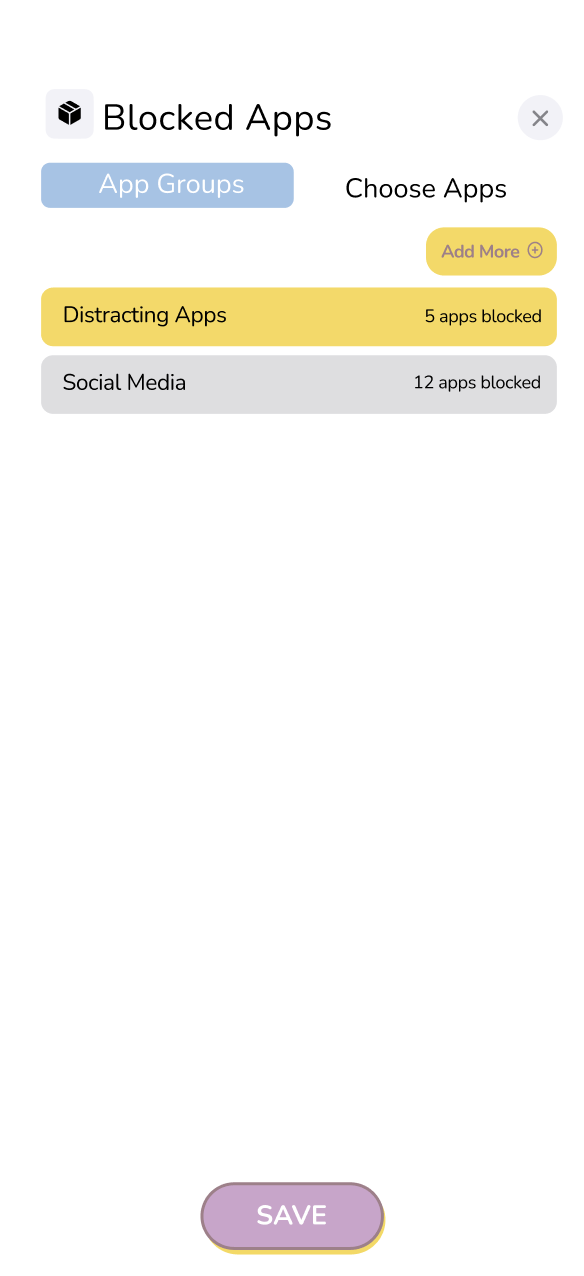 Blocked Apps
App Groups
Choose Apps
Add More
Distracting Apps
5 apps blocked
Social Media
12 apps blocked
SAVE